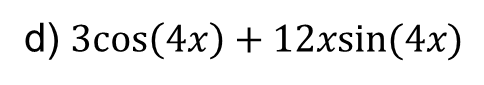 d) 3cos(4x) + 12xsin(4x)